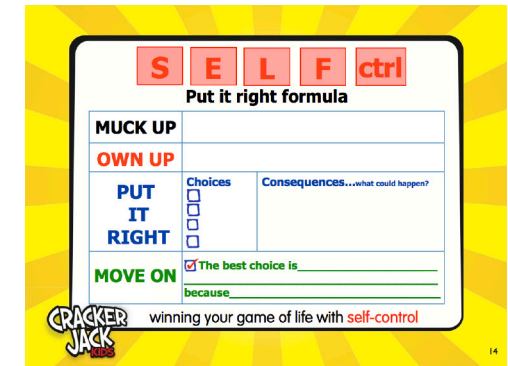 S E L F ctrl
Put it right formula
MUCK UP
OWN UP
PUT
IT
RIGHT
Choices
Consequences...what could happen?
MOVE ON
The best choice is
because
CRACKER
JACK
KIDS
winning your game of life with self-control
14